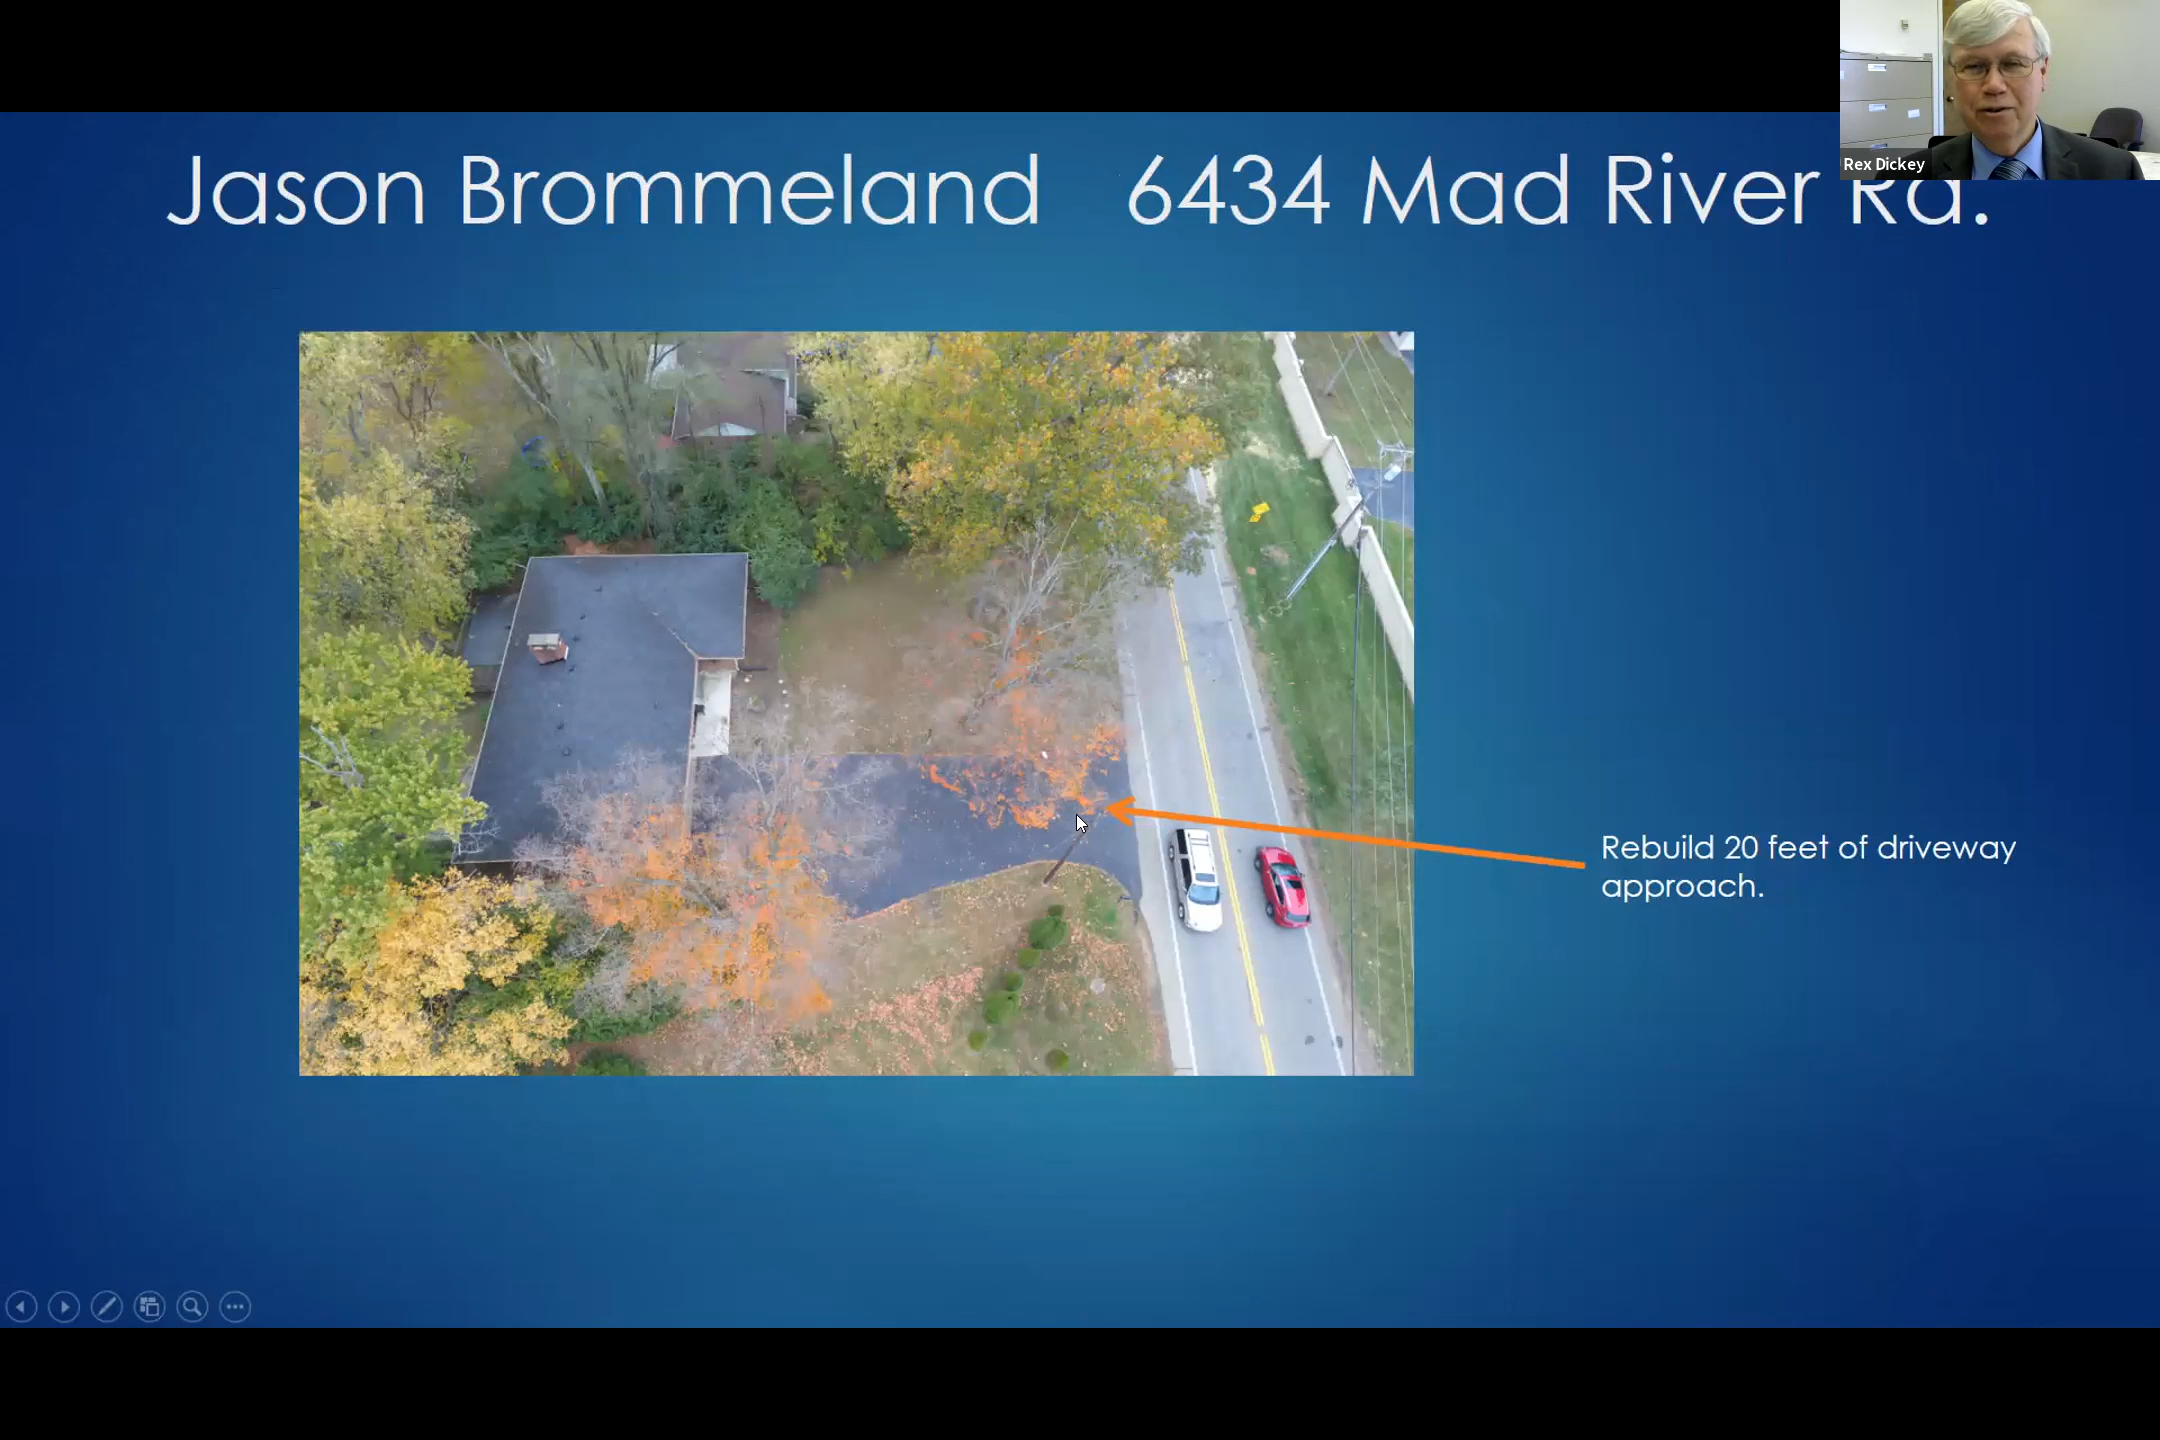 Jason Brommeland 6434 Mad River Rd.
Rex Dickey
Rebuild 20 feet of driveway
approach.